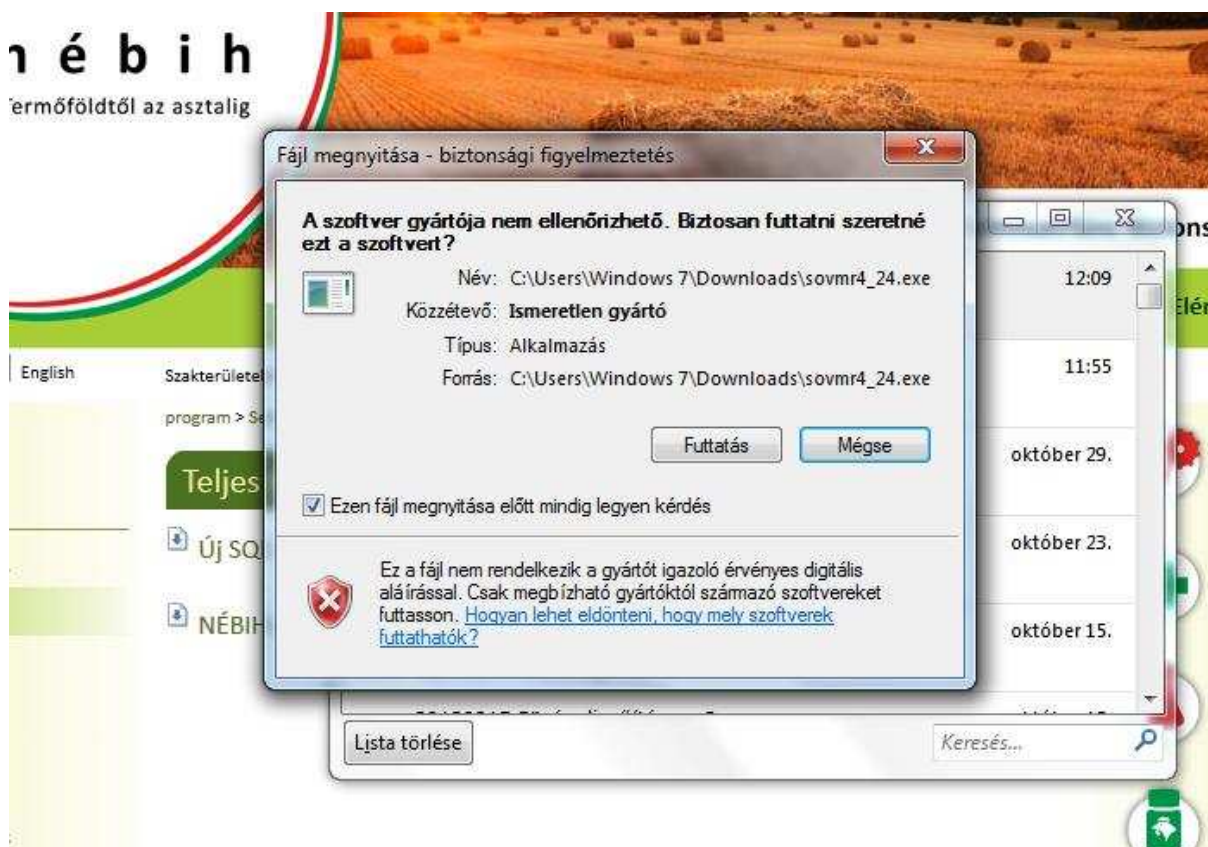 nébih
Termőföldtől az asztalig
Fájl megnyitása - biztonsági figyelmeztetés
A szoftver gyártója nem ellenőrizhető. Biztosan futtatni szeretné
ezt a szoftvert?
Név: C:\Users\Windows 7\Downloads\sovmr4_24.exe
Közzétevő: Ismeretlen gyártó
Típus: Alkalmazás
Forrás: C:\Users\Windows 7\Downloads\sovmr4_24.exe
Futtatás Mégse
Ezen fájl megnyitása előtt mindig legyen kérdés
Ez a fájl nem rendelkezik a gyártót igazoló érvényes digitális
aláírással. Csak megbízható gyártóktól származó szoftvereket
futtasson. Hogyan lehet eldönteni, hogy mely szoftverek
futtathatók?
12:09
11:55
október 29.
október 23.
október 15.
English
Szakterületek
program >
Teljes
Új SQ
NÉBIH
Lista törlése
Keresés...